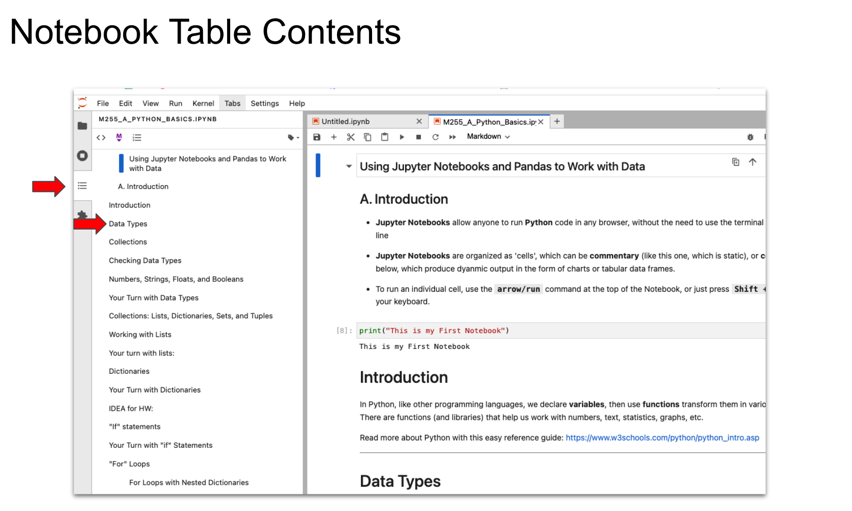 Notebook Table Contents
File Edit View Run Kernel Tabs Settings Help
M255_A_PYTHON_BASICS.IPYNB
Using Jupyter Notebooks and Pandas to Work
with Data
A. Introduction
Introduction
Data Types
Collections
Checking Data Types
Numbers, Strings, Floats, and Booleans
Your Turn with Data Types
Collections: Lists, Dictionaries, Sets, and Tuples
Working with Lists
Your turn with lists:
Dictionaries
Your Turn with Dictionaries
IDEA for HW:
"If" statements
Your Turn with "if" Statements
"For" Loops
For Loops with Nested Dictionaries
Untitled.ipynb
M255_A_Python_Basics.ipy
Markdown
Using Jupyter Notebooks and Pandas to Work with Data
A. Introduction
• Jupyter Notebooks allow anyone to run Python code in any browser, without the need to use the terminal
line
• Jupyter Notebooks are organized as 'cells', which can be commentary (like this one, which is static), or c
below, which produce dyanmic output in the form of charts or tabular data frames.
• To run an individual cell, use the arrow/run command at the top of the Notebook, or just press Shift +
your keyboard.
[8]: print("This is my First Notebook")
This is my First Notebook
Introduction
In Python, like other programming languages, we declare variables, then use functions transform them in vario
There are functions (and libraries) that help us work with numbers, text, statistics, graphs, etc.
Read more about Python with this easy reference guide: https://www.w3schools.com/python/python_intro.asp
Data Types